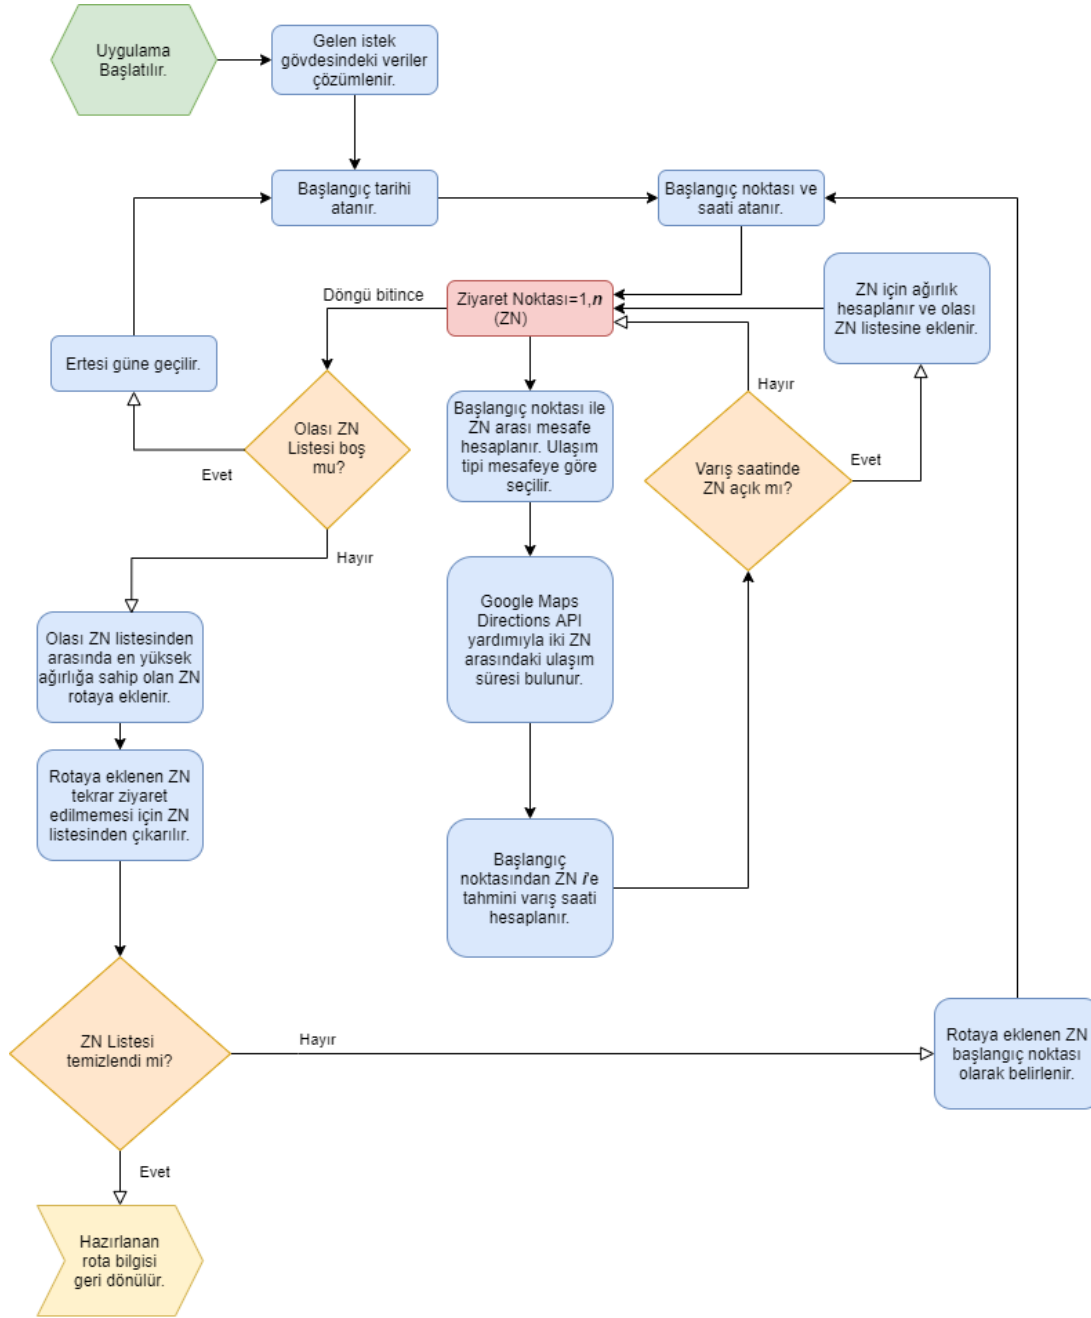 Uygulama
Başlatılır.
Gelen istek
gövdesindeki veriler
çözümlenir.
Başlangıç tarihi
atanır.
Başlangıç noktası ve
saati atanır.
Döngü bitince
Ziyaret Noktası=1,n
(ZN)
ZN için ağırlık
hesaplanır ve olası
ZN listesine eklenir.
Ertesi güne geçilir.
Olası ZN
Listesi boş
mu?
Evet
Hayır
Başlangıç noktası ile
ZN arası mesafe
hesaplanır. Ulaşım
tipi mesafeye göre
seçilir.
Hayır
Varış saatinde
ZN açık mı?
Evet
Google Maps
Directions API
yardımıyla iki ZN
arasındaki ulaşım
süresi bulunur.
Olası ZN listesinden
arasında en yüksek
ağırlığa sahip olan ZN
rotaya eklenir.
Rotaya eklenen ZN
tekrar ziyaret
edilmemesi için ZN
listesinden çıkarılır.
Başlangıç
noktasından ZN i'e
tahmini varış saati
hesaplanır.
ZN Listesi
temizlendi mi?
Hayır
Rotaya eklenen ZN
başlangıç noktası
olarak belirlenir.
Evet
Hazırlanan
rota bilgisi
geri dönülür.